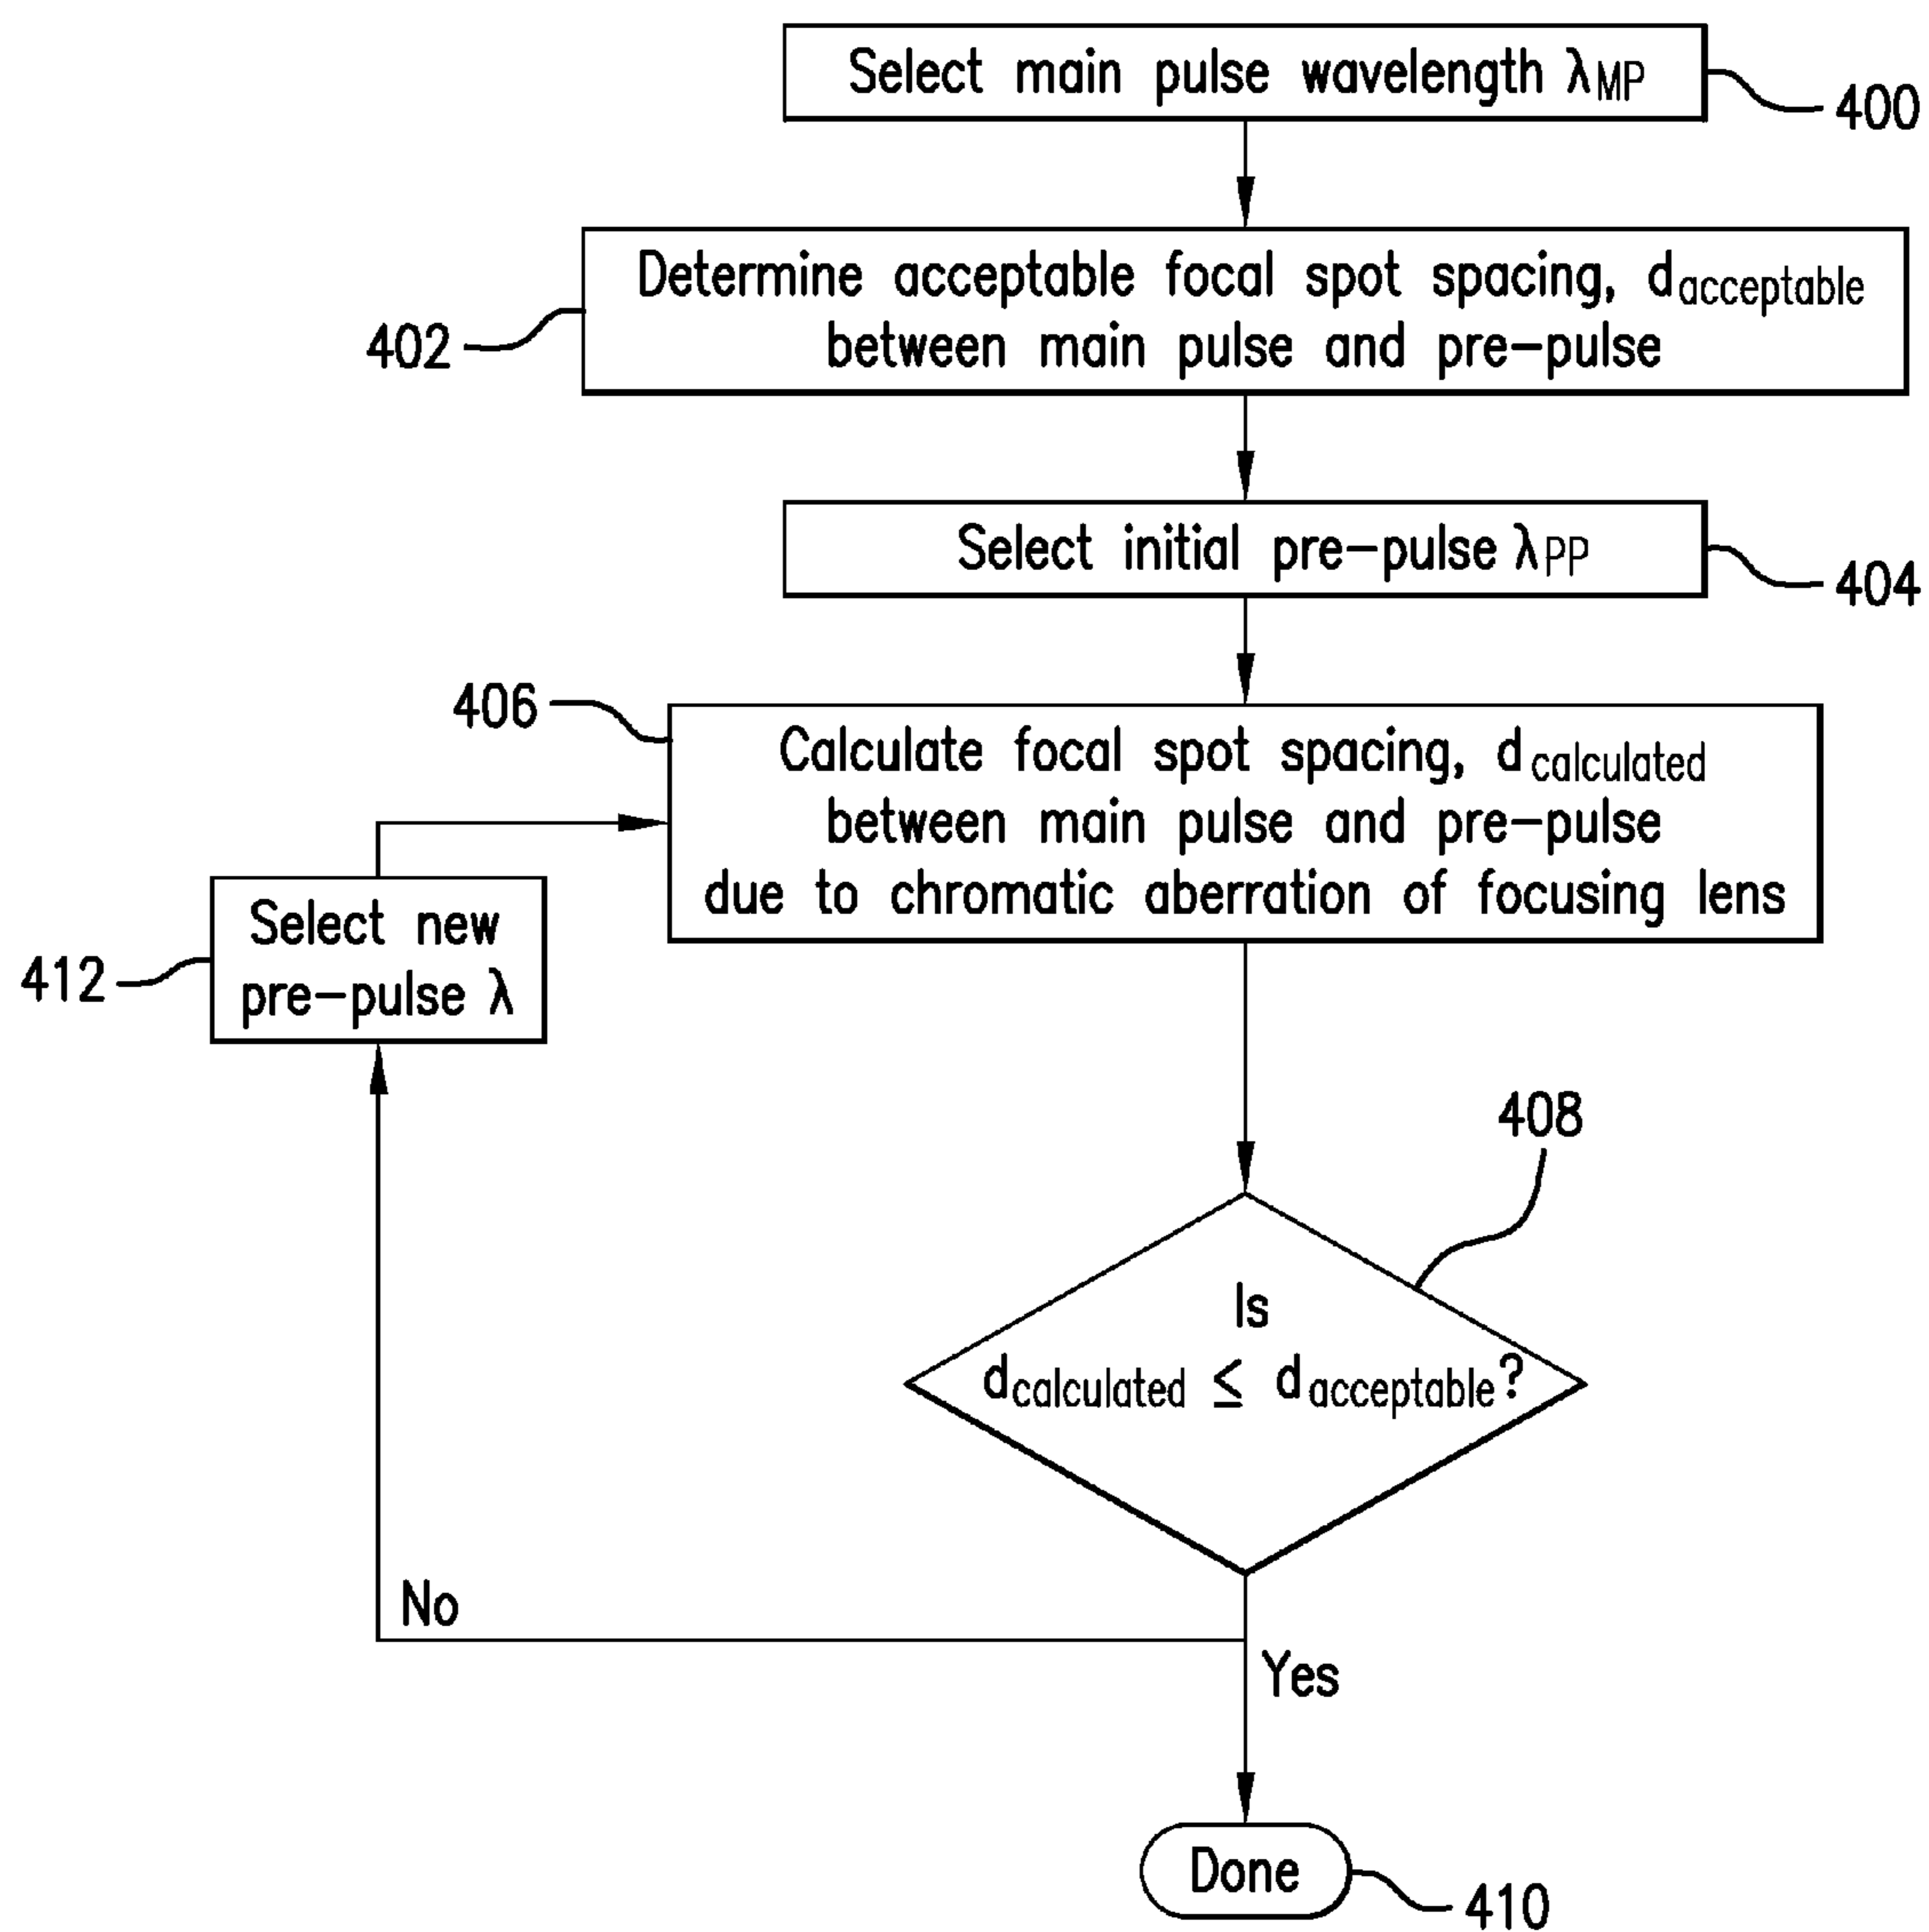 Select main pulse wavelength λMP
400
Determine acceptable focal spot spacing, dacceptable
between main pulse and pre-pulse
402
Select initial pre-pulse λPP
404
406
Calculate focal spot spacing, dcalculated
between main pulse and pre-pulse
due to chromatic aberration of focusing lens
Select new
pre-pulse λ
412
408
Is
dcalculated ≤ dacceptable?
No
Yes
Done
410